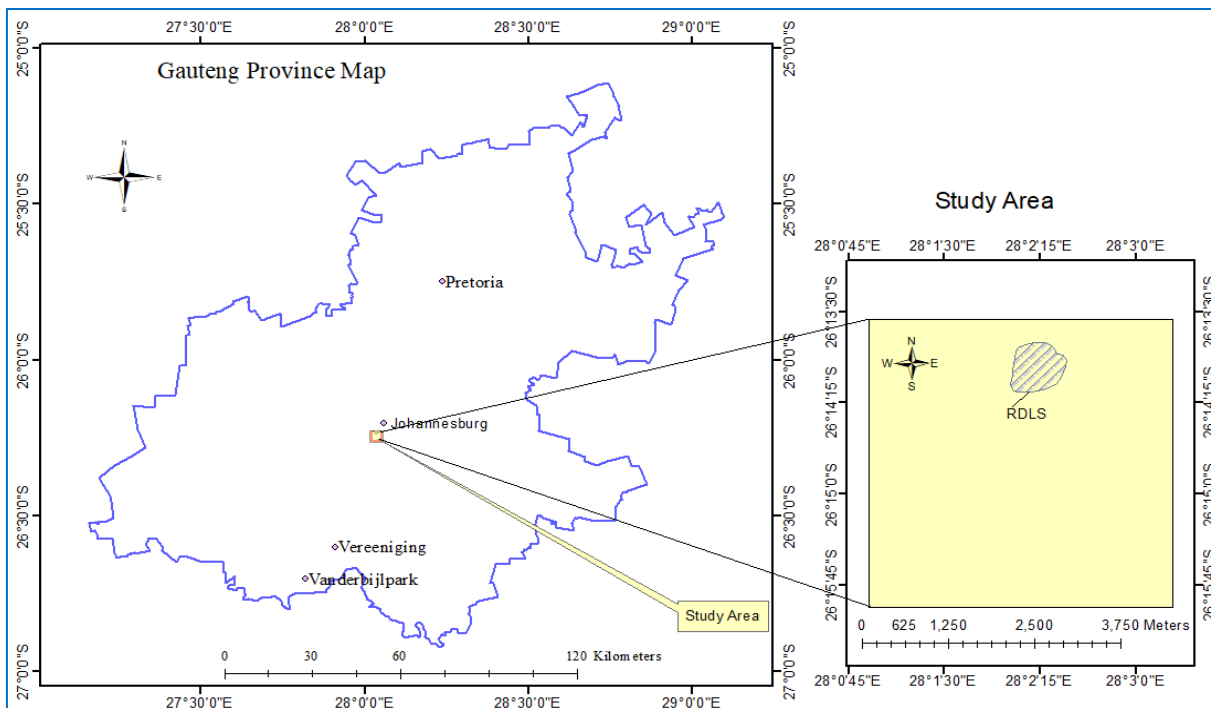 27°30'0"E 28°0'0"E 28°30'0"E 29°0'0"E
25°0'0"S 25°0'0"S
Gauteng Province Map
N
W E
S
25°30'0"S 25°30'0"S
Pretoria
26°0'0"S 26°0'0"S
Johannesburg
26°30'0"S 26°30'0"S
Vereeniging
Vanderbijlpark
Study Area
0 30 60 120 Kilometers
27°0'0"S 27°0'0"S
27°30'0"E 28°0'0"E 28°30'0"E 29°0'0"E
Study Area
28°0'45"E 28°1'30"E 28°2'15"E 28°3'0"E
26°13'30"S 26°13'30"S
N
W E
S
26°14'15"S 26°14'15"S
RDLS
26°15'0"S 26°15'0"S
26°15'45"S 26°15'45"S
0 625 1,250 2,500 3,750 Meters
28°0'45"E 28°1'30"E 28°2'15"E 28°3'0"E